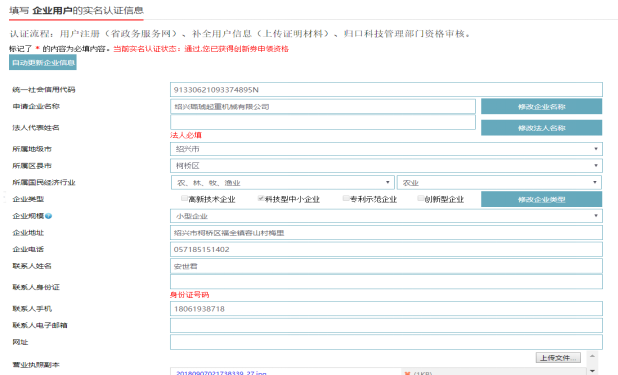 填写 企业用户的实名认证信息
认证流程：用户注册（省政务服务网）、补全用户信息（上传证明材料）、归口科技管理部门资格审核。
标记了 * 的内容为必填内容。当前实名认证状态：通过,您已获得创新券申领资格
自动更新企业信息
统一社会信用代码 91330621093374895N
申请企业名称 绍兴瑞越起重机械有限公司 修改企业名称
法人代表姓名 修改法人名称
法人必填
所属地级市 绍兴市
所属区县市 柯桥区
所属国民经济行业 农、林、牧、渔业 农业
企业类型 高新技术企业 科技型中小企业 专利示范企业 创新型企业 修改企业类型
企业规模 小型企业
企业地址 绍兴市柯桥区福全镇容山村梅里
企业电话 057185151402
联系人姓名 安世君
联系人身份证
身份证号码
联系人手机 18061938718
联系人电子邮箱
网址
上传文件...
营业执照副本
20180907021738339_27.jpg (1KB)